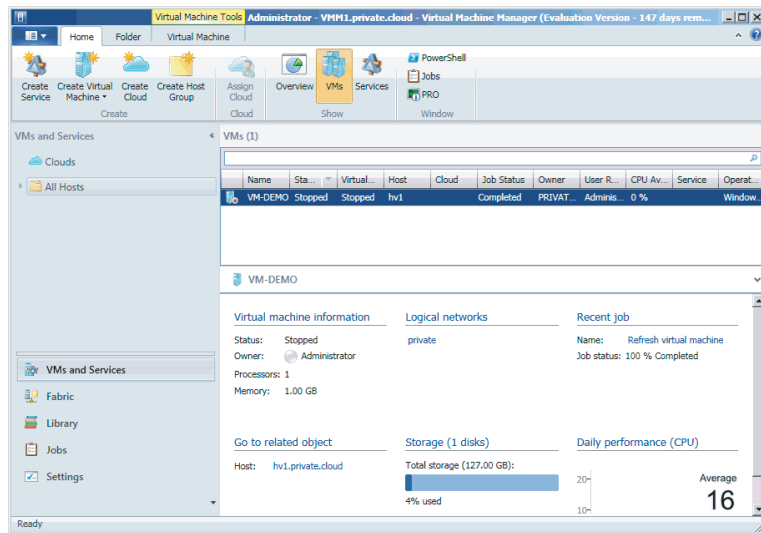 Virtual Machine Tools Administrator - VMM1.private.cloud - Virtual Machine Manager (Evaluation Version - 147 days rem...
Home Folder Virtual Machine
Create Service
Create Virtual Machine
Create Cloud
Create Host Group
Assign Cloud
Overview
VMs
Services
PowerShell
Jobs
PRO
Create Cloud Show Window
VMs and Services
Clouds
All Hosts
VMs (1)
Name Sta... Virtual... Host Cloud Job Status Owner User R... CPU Av... Service Operat...
VM-DEMO Stopped Stopped hv1 Completed PRIVAT... Adminis... 0 % Window...
VM-DEMO
Virtual machine information
Status: Stopped
Owner: Administrator
Processors: 1
Memory: 1.00 GB
Logical networks
private
Recent job
Name: Refresh virtual machine
Job status: 100 % Completed
Go to related object
Host: hv1.private.cloud
Storage (1 disks)
Total storage (127.00 GB):
4% used
Daily performance (CPU)
20-
10-
Average
16
VMs and Services
Fabric
Library
Jobs
Settings
Ready